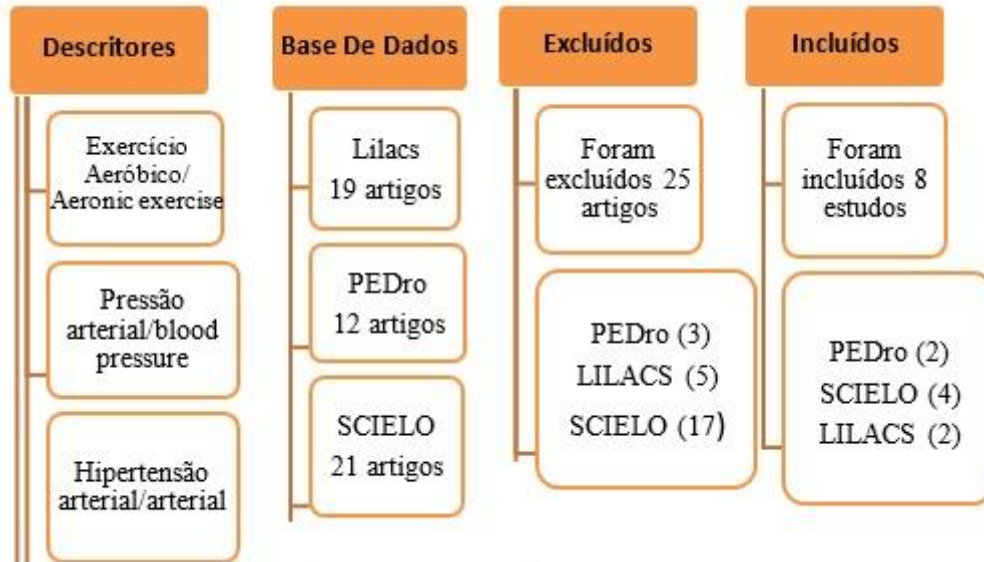 Descritores
Exercício
Aeróbico/
Aeronic exercise
Pressão
arterial/blood
pressure
Hipertensão
arterial/arterial
Base De Dados
Lilacs
19 artigos
PEDro
12 artigos
SCIELO
21 artigos
Excluídos
Foram
excluídos 25
artigos
PEDro (3)
LILACS (5)
SCIELO (17)
Incluídos
Foram
incluídos 8
estudos
PEDro (2)
SCIELO (4)
LILACS (2)